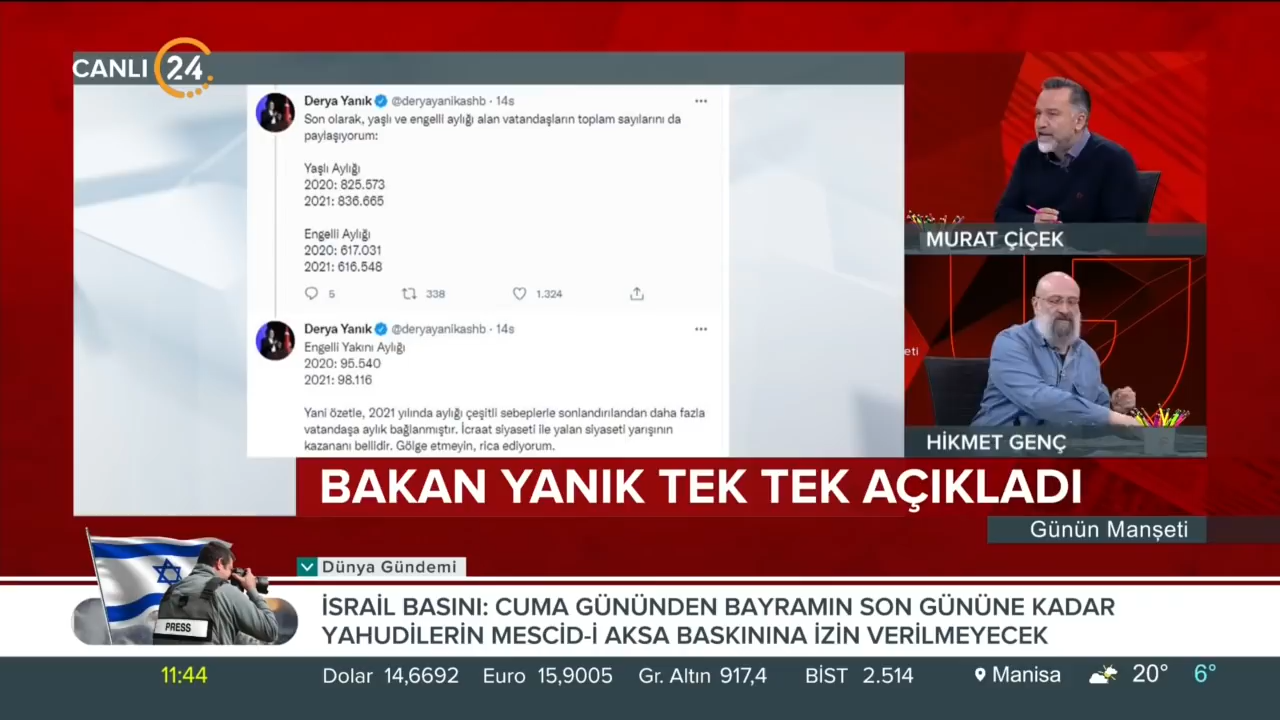 CANLI 24
Derya Yanık @deryayanikashb · 14s
Son olarak, yaşlı ve engelli aylığı alan vatandaşların toplam sayılarını da
paylaşıyorum:
Yaşlı Aylığı
2020: 825.573
2021: 836.665
Engelli Aylığı
2020: 617.031
2021: 616.548
5 338 1.324
Derya Yanık @deryayanikashb · 14s
Engelli Yakını Aylığı
2020: 95.540
2021: 98.116
Yani özetle, 2021 yılında aylığı çeşitli sebeplerle sonlandırılandan daha fazla
vatandaşa aylık bağlanmıştır. İcraat siyaseti ile yalan siyaseti yarışının
kazananı bellidir. Gölge etmeyin, rica ediyorum.
MURAT ÇİÇEK
eti
HİKMET GENÇ
BAKAN YANIK TEK TEK AÇIKLADI
Günün Manşeti
Dünya Gündemi
PRESS
İSRAİL BASINI: CUMA GÜNÜNDEN BAYRAMIN SON GÜNÜNE KADAR
YAHUDİLERİN MESCİD-İ AKSA BASKININA İZİN VERİLMEYECEK
11:44 Dolar 14,6692 Euro 15,9005 Gr. Altın 917,4 BİST 2.514 Manisa 20° 6°